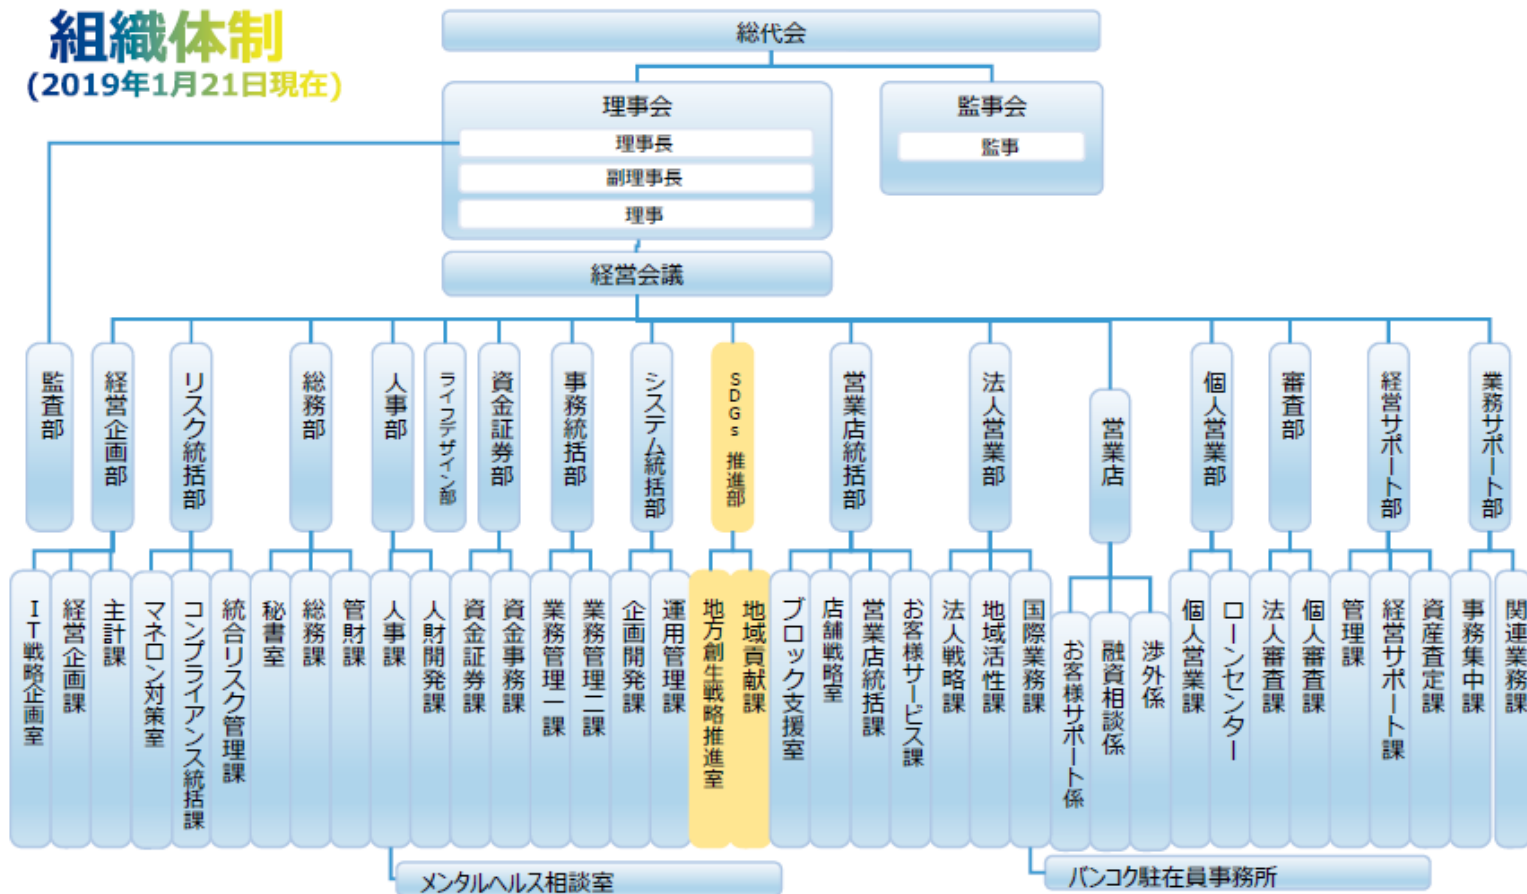 組織体制
(2019年1月21日現在)
総代会
理事会
理事長
副理事長
理事
監事会
監事
経営会議
監査部
経営企画部
リスク統括部
総務部
人事部
ライフデザイン部
資金証券部
事務統括部
システム統括部
SDGs 推進部
営業店統括部
法人営業部
営業店
個人営業部
審査部
経営サポート部
業務サポート部
IT戦略企画室
経営企画課
主計課
マネロン対策室
コンプライアンス統括課
統合リスク管理課
秘書室
総務課
管財課
人事課
人財開発課
資金証券課
資金事務課
業務管理一課
業務管理二課
企画開発課
運用管理課
地方創生戦略推進室
地域貢献課
ブロック支援室
店舗戦略室
営業店統括課
お客様サービス課
法人戦略課
地域活性課
国際業務課
お客様サポート係
融資相談係
渉外係
個人営業課
ローンセンター
法人審査課
個人審査課
管理課
経営サポート課
資産査定課
事務集中課
関連業務課
メンタルヘルス相談室
バンコク駐在員事務所